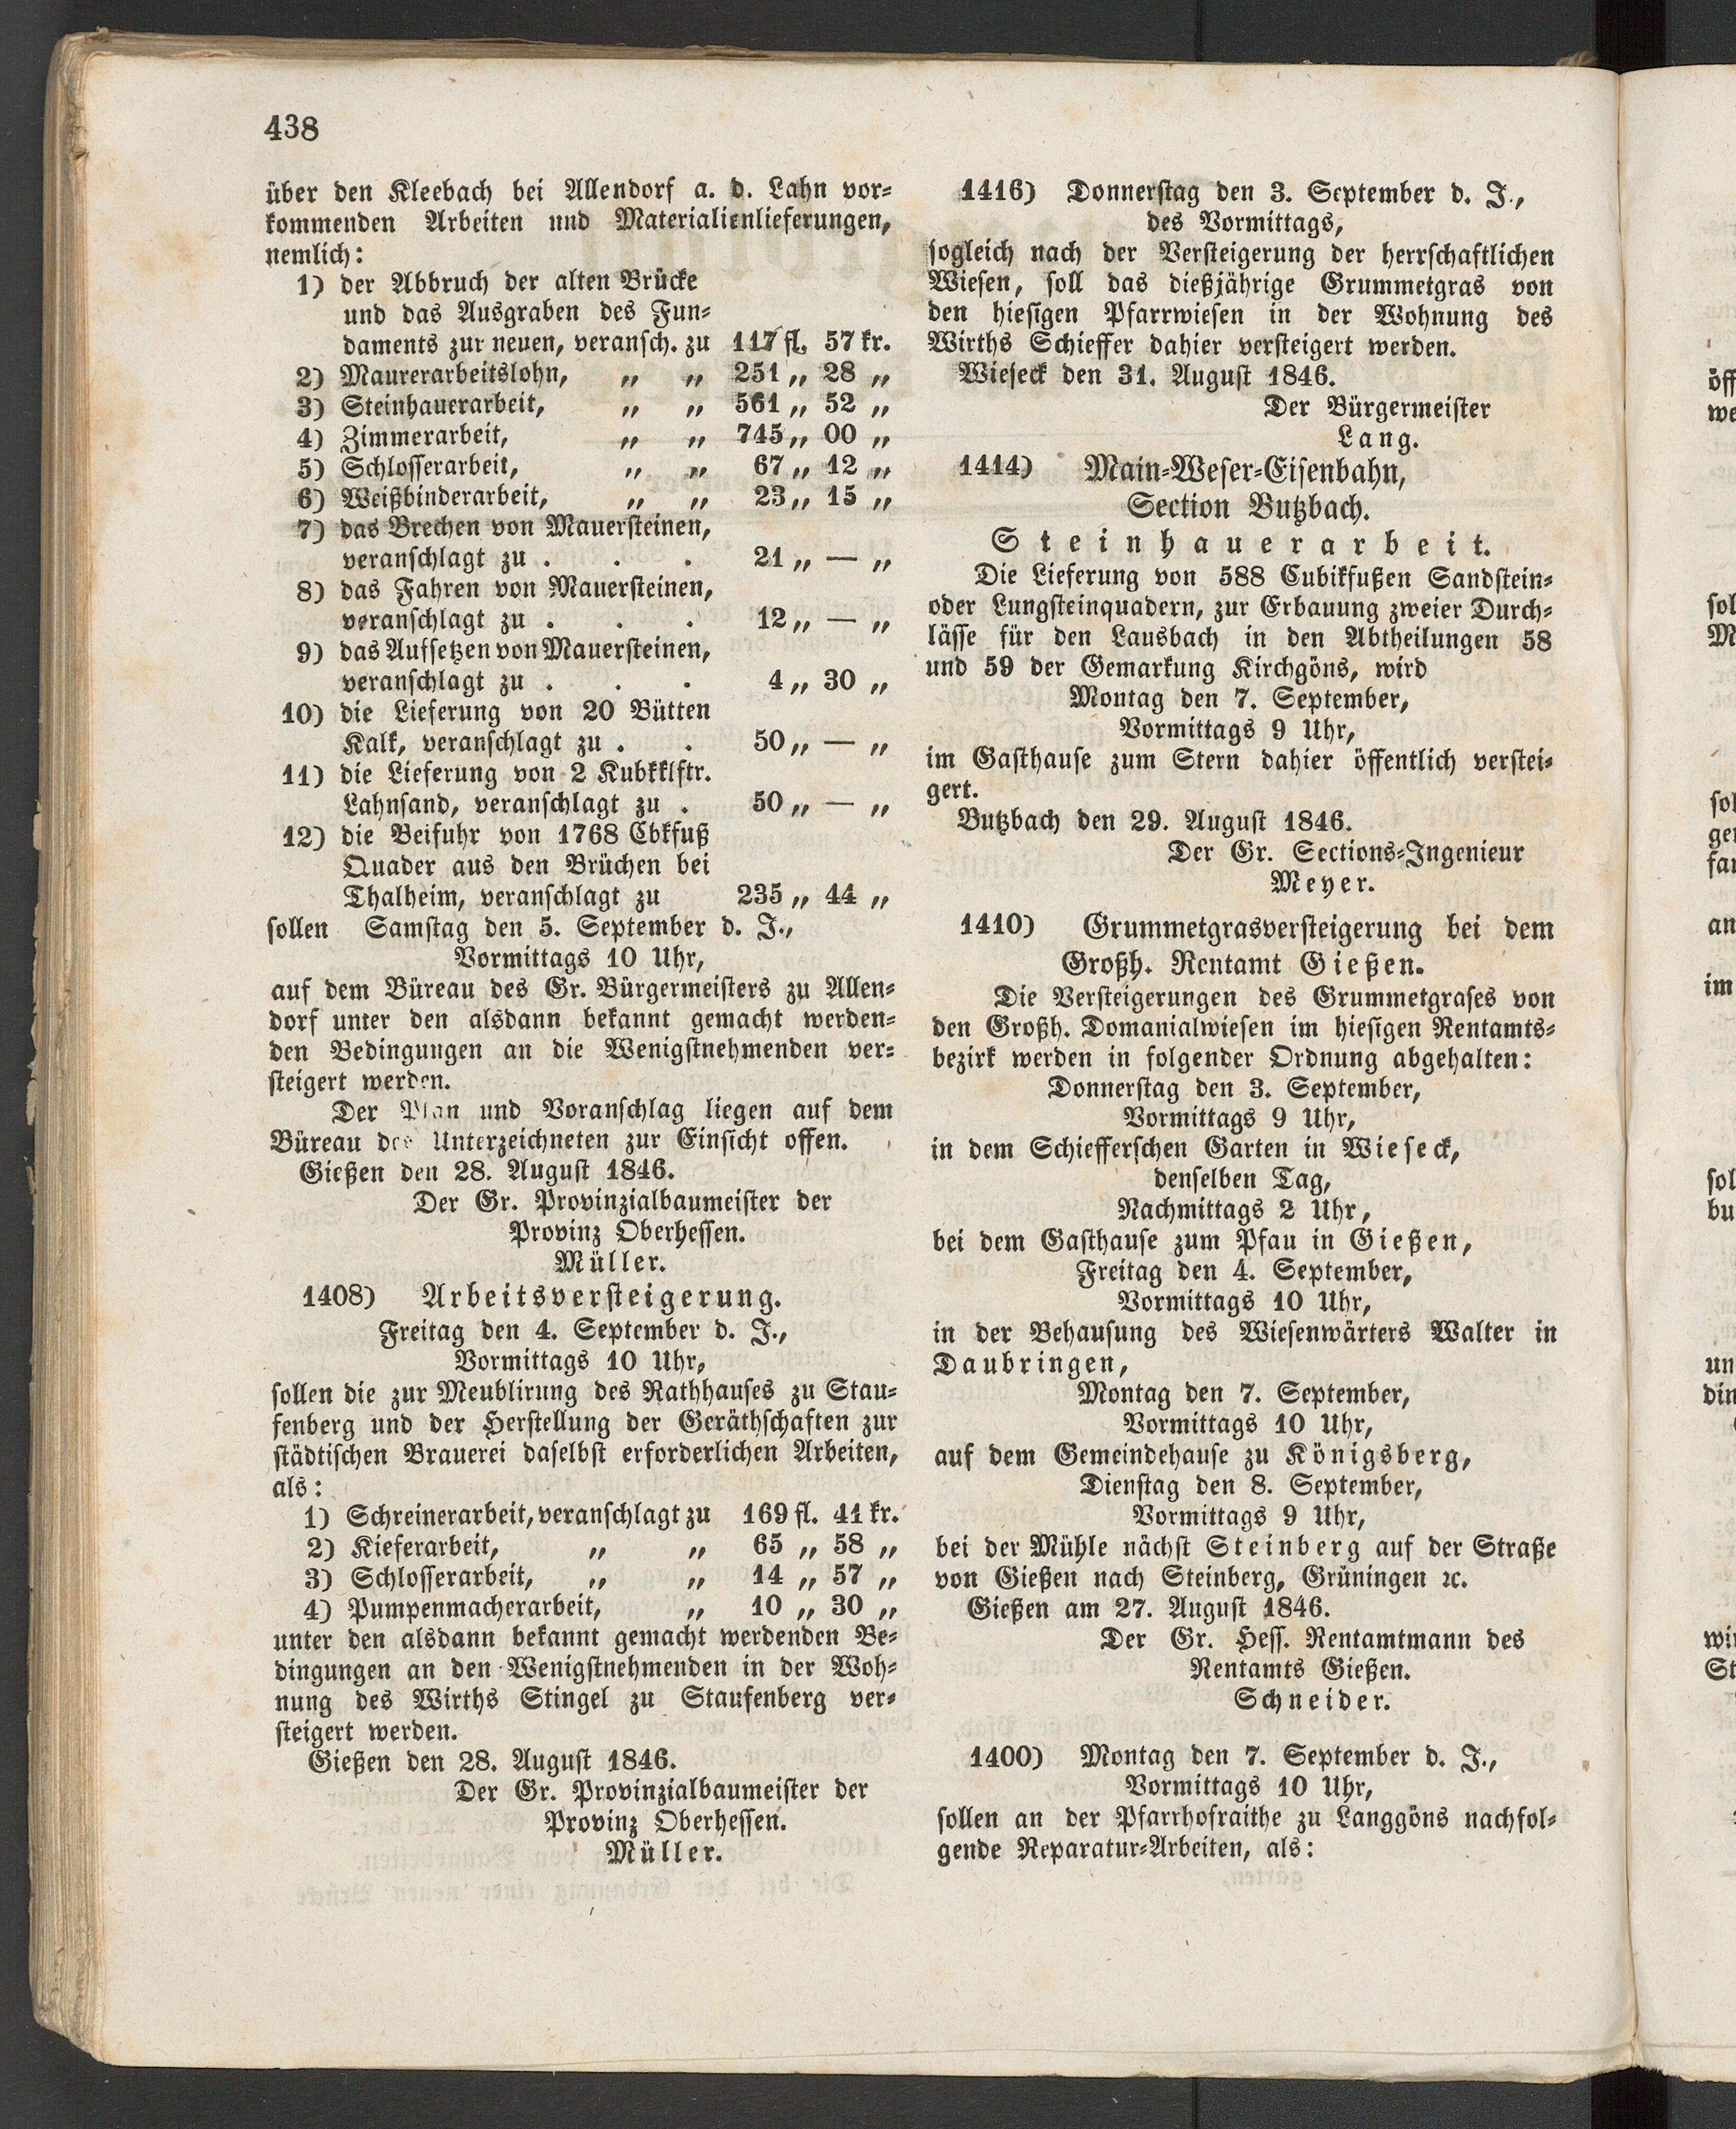 438
über den Kleebach bei Allendorf a. d. Lahn vor-
kommenden Arbeiten und Materialienlieferungen,
nemlich:
1) der Abbruch der alten Brücke
und das Ausgraben des Fun-
daments zur neuen, veransch. zu 117 fl. 57 kr.
2) Maurerarbeitslohn, „ „ 251 „ 28 „
3) Steinhauerarbeit, „ „ 561 „ 52 „
4) Zimmerarbeit, „ „ 745 „ 00 „
5) Schlosserarbeit, „ „ 67 „ 12 „
6) Weißbinderarbeit, „ „ 23 „ 15 „
7) das Brechen von Mauersteinen,
veranschlagt zu . . . 21 „ — „
8) das Fahren von Mauersteinen,
veranschlagt zu . . . 12 „ — „
9) das Aufsetzen von Mauersteinen,
veranschlagt zu . . . 4 „ 30 „
10) die Lieferung von 20 Bütten
Kalk, veranschlagt zu . . 50 „ — „
11) die Lieferung von 2 Kubkklftr.
Lahnsand, veranschlagt zu . 50 „ — „
12) die Beifuhr von 1768 Cbkfuß
Quader aus den Brüchen bei
Thalheim, veranschlagt zu 235 „ 44 „
sollen Samstag den 5. September d. J.,
Vormittags 10 Uhr,
auf dem Büreau des Gr. Bürgermeisters zu Allen-
dorf unter den alsdann bekannt gemacht werden-
den Bedingungen an die Wenigstnehmenden ver-
steigert werden.
Der Plan und Voranschlag liegen auf dem
Büreau des Unterzeichneten zur Einsicht offen.
Gießen den 28. August 1846.
Der Gr. Provinzialbaumeister der
Provinz Oberhessen.
Müller.
1408) Arbeitsversteigerung.
Freitag den 4. September d. J.,
Vormittags 10 Uhr,
sollen die zur Meublirung des Rathhauses zu Stau-
fenberg und der Herstellung der Geräthschaften zur
städtischen Brauerei daselbst erforderlichen Arbeiten,
als:
1) Schreinerarbeit, veranschlagt zu 169 fl. 41 kr.
2) Kieferarbeit, „ „ 65 „ 58 „
3) Schlosserarbeit, „ „ 14 „ 57 „
4) Pumpenmacherarbeit, „ 10 „ 30 „
unter den alsdann bekannt gemacht werdenden Be-
dingungen an den Wenigstnehmenden in der Woh-
nung des Wirths Stingel zu Staufenberg ver-
steigert werden.
Gießen den 28. August 1846.
Der Gr. Provinzialbaumeister der
Provinz Oberhessen.
Müller.
1416) Donnerstag den 3. September d. J.,
des Vormittags,
sogleich nach der Versteigerung der herrschaftlichen
Wiesen, soll das dießjährige Grummetgras von
den hiesigen Pfarrwiesen in der Wohnung des
Wirths Schieffer dahier versteigert werden.
Wieseck den 31. August 1846.
Der Bürgermeister
Lang.
1414) Main-Weser-Eisenbahn,
Section Butzbach.
Steinhauerarbeit.
Die Lieferung von 588 Cubikfußen Sandstein-
oder Lungsteinquadern, zur Erbauung zweier Durch-
lässe für den Lausbach in den Abtheilungen 58
und 59 der Gemarkung Kirchgöns, wird
Montag den 7. September,
Vormittags 9 Uhr,
im Gasthause zum Stern dahier öffentlich verstei-
gert.
Butzbach den 29. August 1846.
Der Gr. Sections-Ingenieur
Meyer.
1410) Grummetgrasversteigerung bei dem
Großh. Rentamt Gießen.
Die Versteigerungen des Grummetgrases von
den Großh. Domanialwiesen im hiesigen Rentamts-
bezirk werden in folgender Ordnung abgehalten:
Donnerstag den 3. September,
Vormittags 9 Uhr,
in dem Schiefferschen Garten in Wieseck,
denselben Tag,
Nachmittags 2 Uhr,
bei dem Gasthause zum Pfau in Gießen,
Freitag den 4. September,
Vormittags 10 Uhr,
in der Behausung des Wiesenwärters Walter in
Daubringen,
Montag den 7. September,
Vormittags 10 Uhr,
auf dem Gemeindehause zu Königsberg,
Dienstag den 8. September,
Vormittags 9 Uhr,
bei der Mühle nächst Steinberg auf der Straße
von Gießen nach Steinberg, Grüningen ꝛc.
Gießen am 27. August 1846.
Der Gr. Hess. Rentamtmann des
Rentamts Gießen.
Schneider.
1400) Montag den 7. September d. J.,
Vormittags 10 Uhr,
sollen an der Pfarrhofraithe zu Langgöns nachfol-
gende Reparatur-Arbeiten, als: